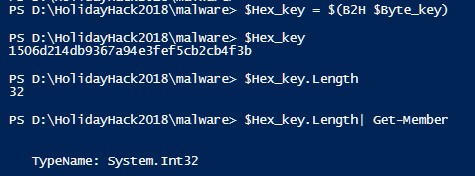 PS D:\HolidayHack2018\malware> $Hex_key = $(B2H $Byte_key)
PS D:\HolidayHack2018\malware> $Hex_key
1506d214db9367a94e3fef5cb2cb4f3b
PS D:\HolidayHack2018\malware> $Hex_key.Length
32
PS D:\HolidayHack2018\malware> $Hex_key.Length| Get-Member
TypeName: System.Int32